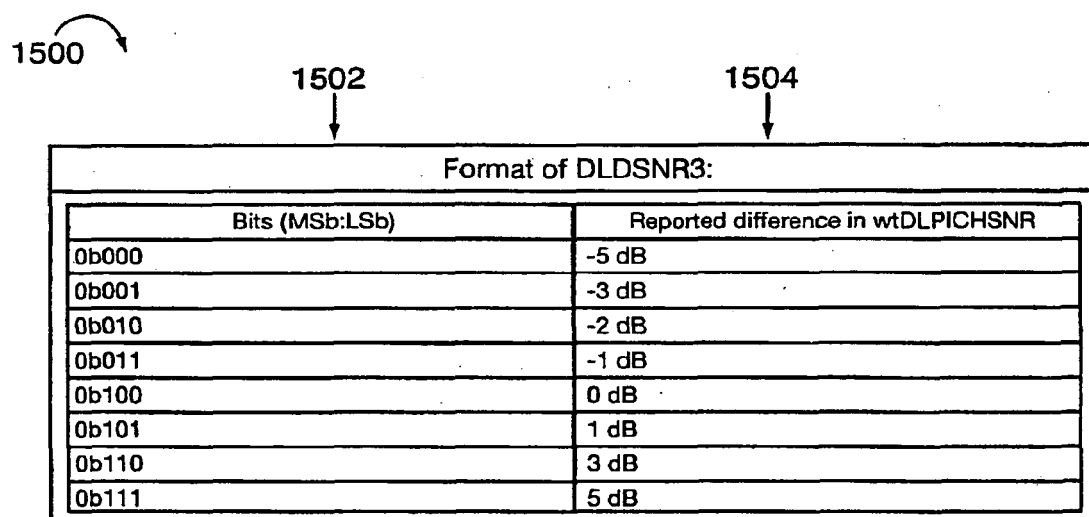 1500
1502 1504
Format of DLDSNR3:
Bits (MSb:LSb) Reported difference in wtDLPICHSNR
0b000 -5 dB
0b001 -3 dB
0b010 -2 dB
0b011 -1 dB
0b100 0 dB
0b101 1 dB
0b110 3 dB
0b111 5 dB